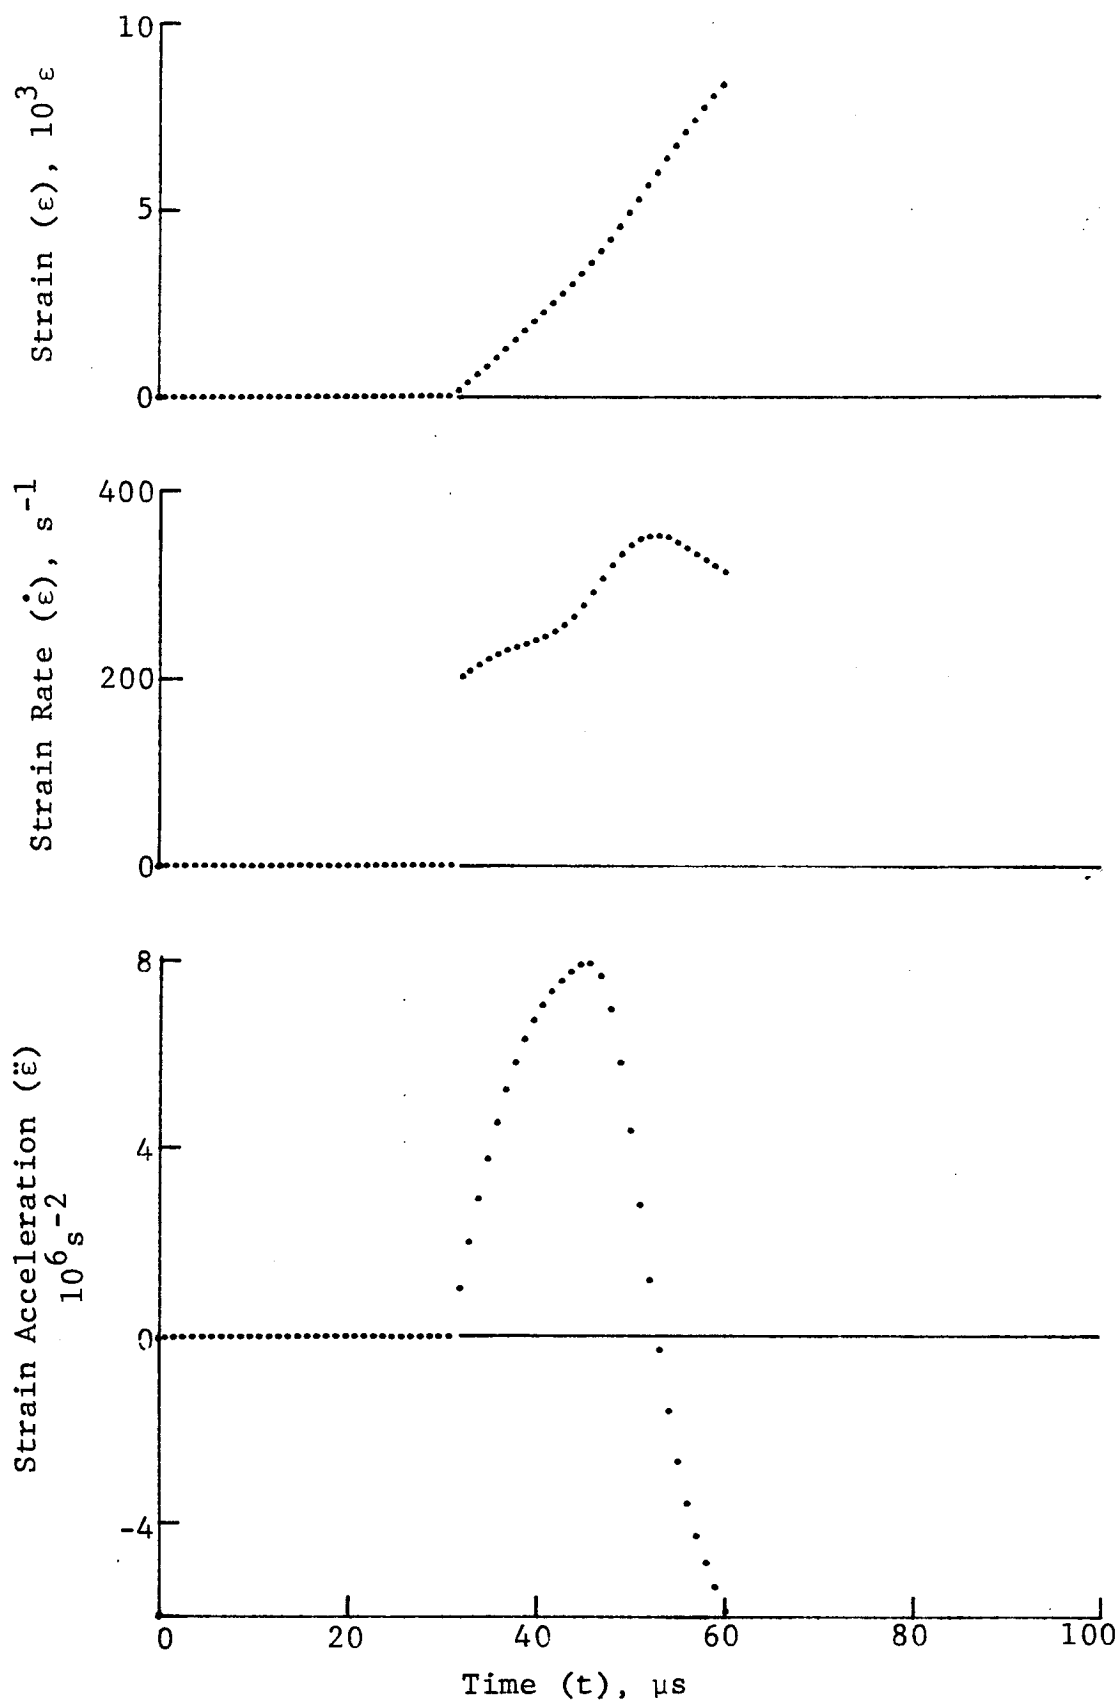 10
5
0
Strain (ε), 10³ε
400
200
0
Strain Rate (ε̇), s⁻¹
8
4
0
-4
Strain Acceleration (ε̈)
10⁶s⁻²
0 20 40 60 80 100
Time (t), μs